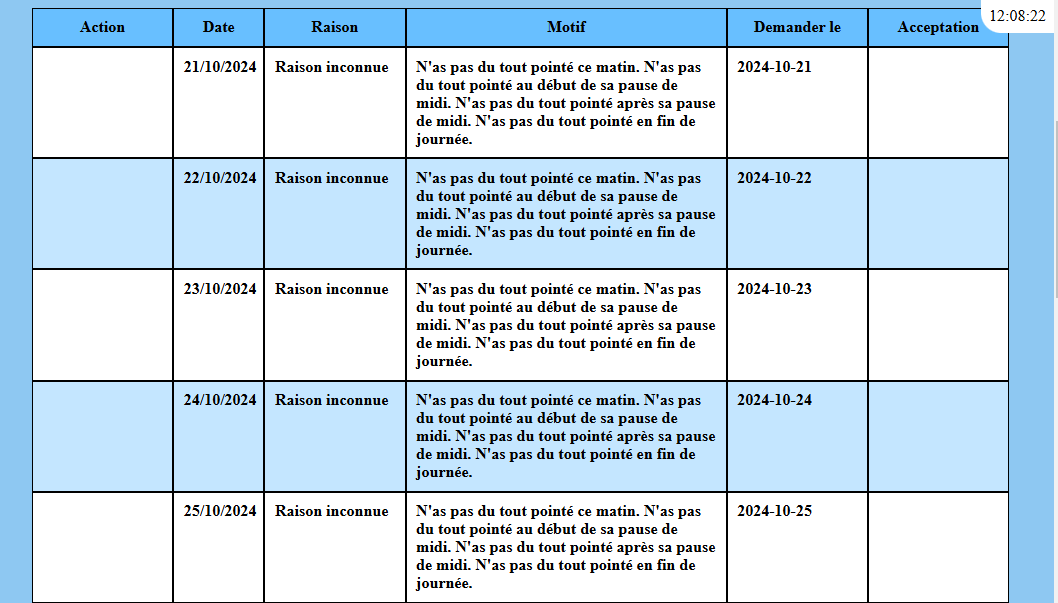 12:08:22
Action Date Raison Motif Demander le Acceptation
21/10/2024 Raison inconnue N'as pas du tout pointé ce matin. N'as pas 2024-10-21
du tout pointé au début de sa pause de
midi. N'as pas du tout pointé après sa pause
de midi. N'as pas du tout pointé en fin de
journée.
22/10/2024 Raison inconnue N'as pas du tout pointé ce matin. N'as pas 2024-10-22
du tout pointé au début de sa pause de
midi. N'as pas du tout pointé après sa pause
de midi. N'as pas du tout pointé en fin de
journée.
23/10/2024 Raison inconnue N'as pas du tout pointé ce matin. N'as pas 2024-10-23
du tout pointé au début de sa pause de
midi. N'as pas du tout pointé après sa pause
de midi. N'as pas du tout pointé en fin de
journée.
24/10/2024 Raison inconnue N'as pas du tout pointé ce matin. N'as pas 2024-10-24
du tout pointé au début de sa pause de
midi. N'as pas du tout pointé après sa pause
de midi. N'as pas du tout pointé en fin de
journée.
25/10/2024 Raison inconnue N'as pas du tout pointé ce matin. N'as pas 2024-10-25
du tout pointé au début de sa pause de
midi. N'as pas du tout pointé après sa pause
de midi. N'as pas du tout pointé en fin de
journée.